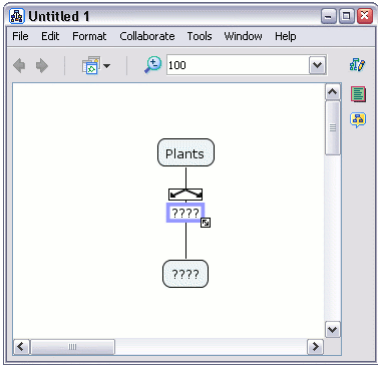 Untitled 1
File Edit Format Collaborate Tools Window Help
100
Plants
????
????